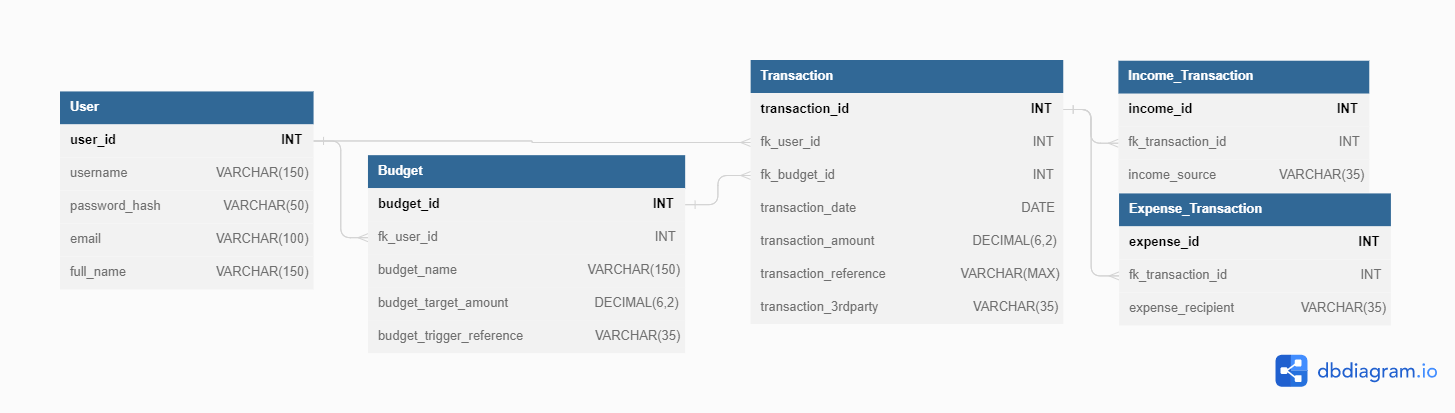 User
user_id INT
username VARCHAR(150)
password_hash VARCHAR(50)
email VARCHAR(100)
full_name VARCHAR(150)
Budget
budget_id INT
fk_user_id INT
budget_name VARCHAR(150)
budget_target_amount DECIMAL(6,2)
budget_trigger_reference VARCHAR(35)
Transaction
transaction_id INT
fk_user_id INT
fk_budget_id INT
transaction_date DATE
transaction_amount DECIMAL(6,2)
transaction_reference VARCHAR(MAX)
transaction_3rdparty VARCHAR(35)
Income_Transaction
income_id INT
fk_transaction_id INT
income_source VARCHAR(35)
Expense_Transaction
expense_id INT
fk_transaction_id INT
expense_recipient VARCHAR(35)
dbdiagram.io